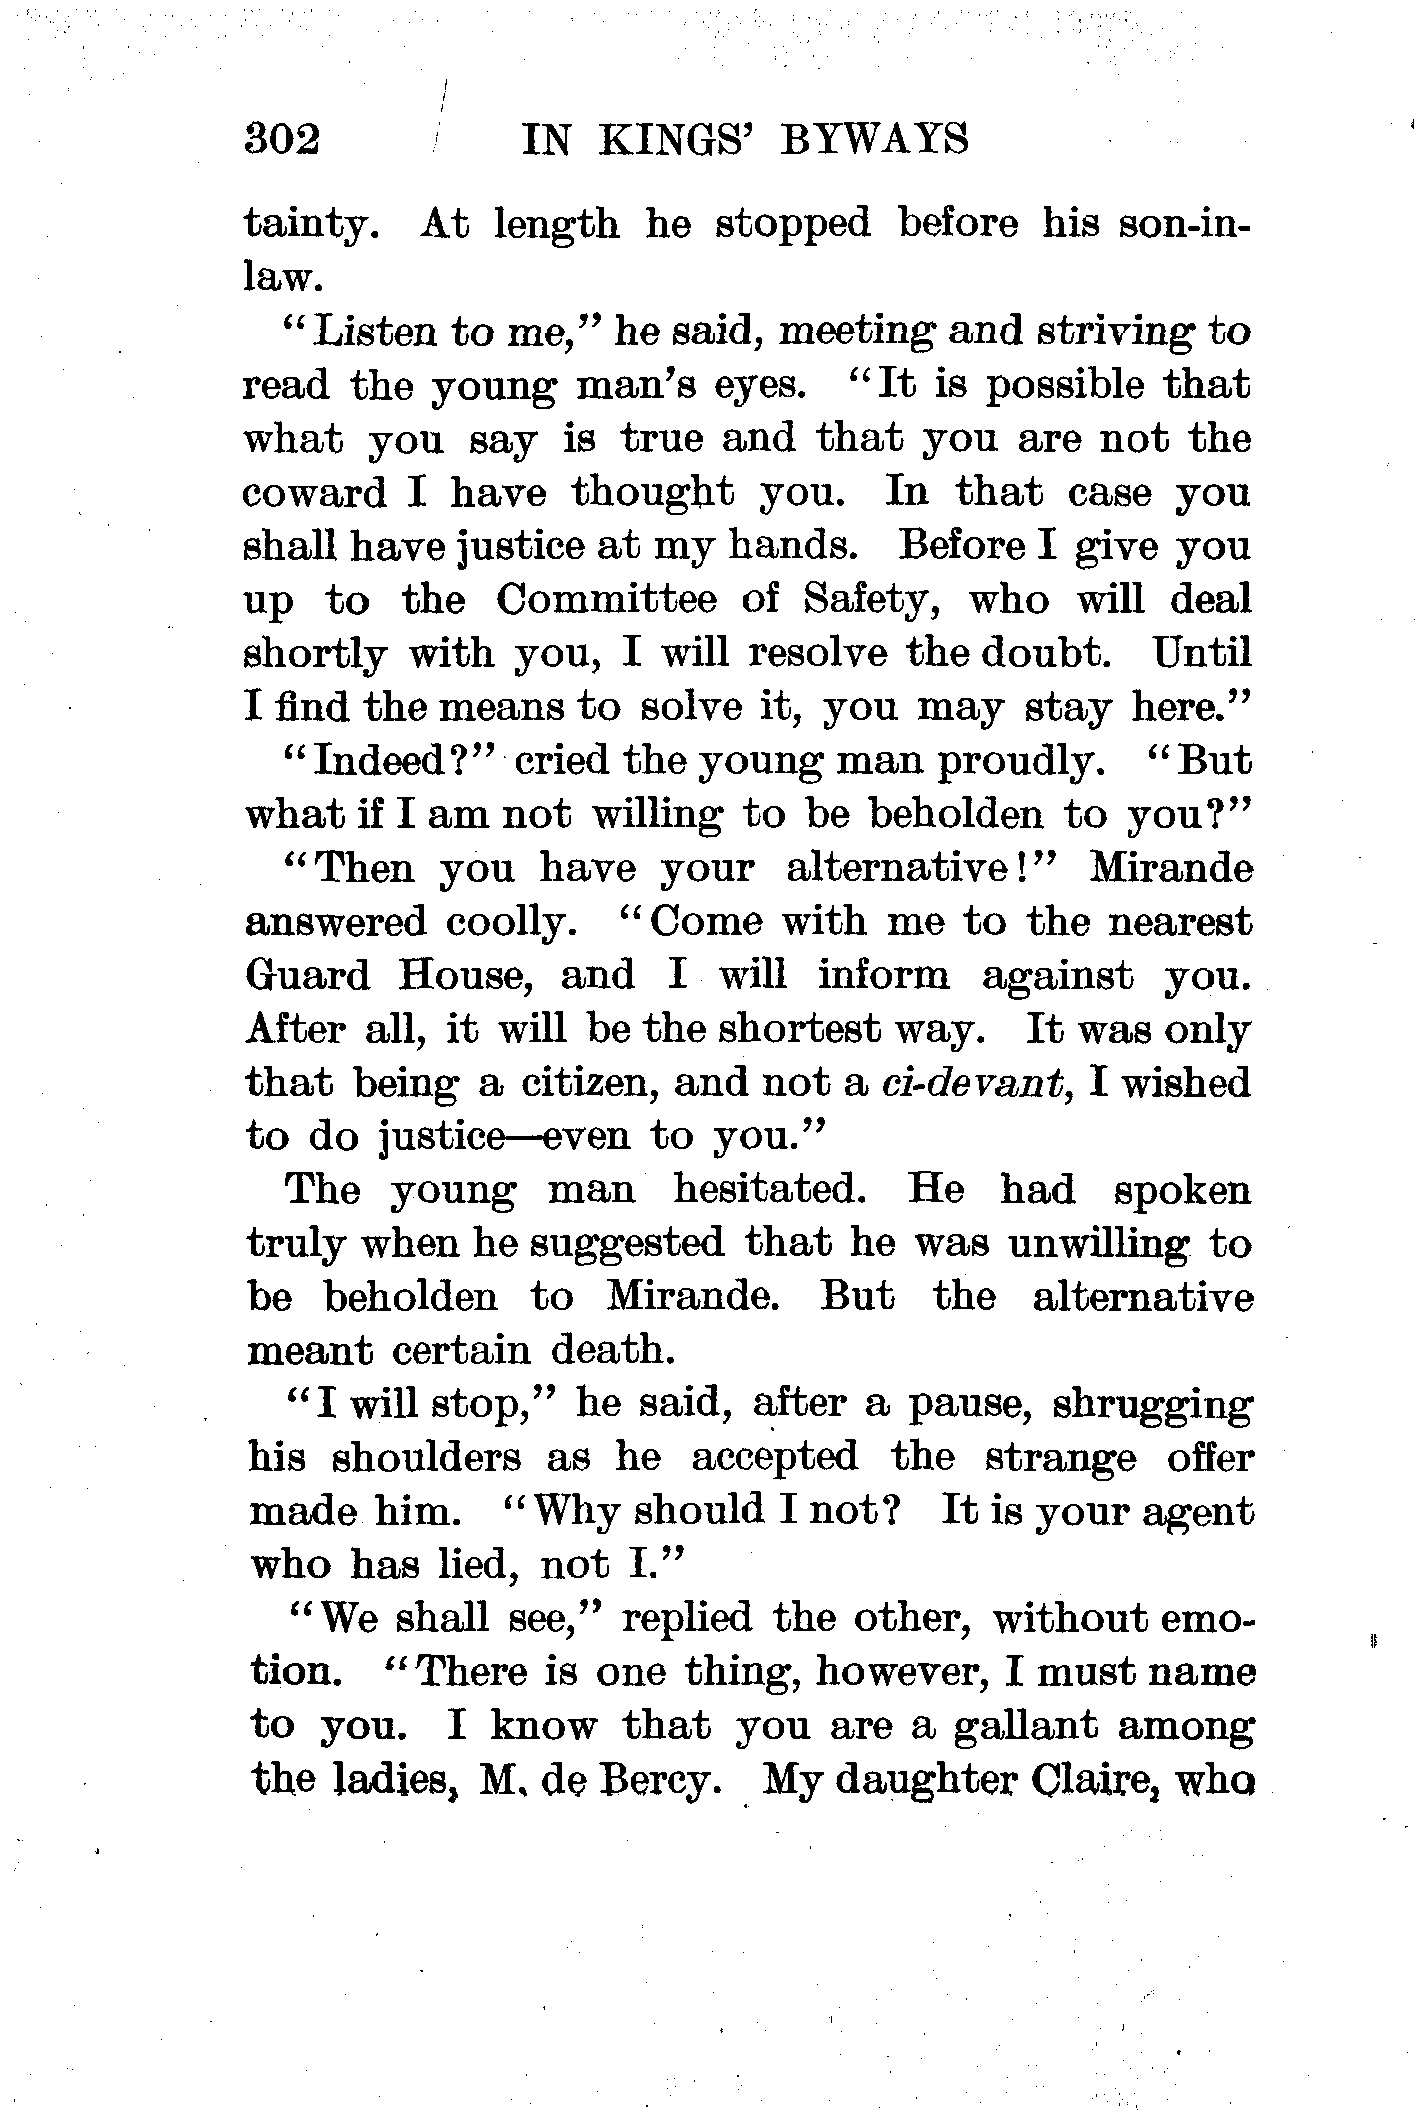 302 IN KINGS' BYWAYS
tainty. At length he stopped before his son-in-
law.
"Listen to me," he said, meeting and striving to
read the young man's eyes. "It is possible that
what you say is true and that you are not the
coward I have thought you. In that case you
shall have justice at my hands. Before I give you
up to the Committee of Safety, who will deal
shortly with you, I will resolve the doubt. Until
I find the means to solve it, you may stay here."
"Indeed?" cried the young man proudly. "But
what if I am not willing to be beholden to you?"
"Then you have your alternative!" Mirande
answered coolly. "Come with me to the nearest
Guard House, and I will inform against you.
After all, it will be the shortest way. It was only
that being a citizen, and not a ci-devant, I wished
to do justice—even to you."
The young man hesitated. He had spoken
truly when he suggested that he was unwilling to
be beholden to Mirande. But the alternative
meant certain death.
"I will stop," he said, after a pause, shrugging
his shoulders as he accepted the strange offer
made him. "Why should I not? It is your agent
who has lied, not I."
"We shall see," replied the other, without emo-
tion. "There is one thing, however, I must name
to you. I know that you are a gallant among
the ladies, M. de Bercy. My daughter Claire, who